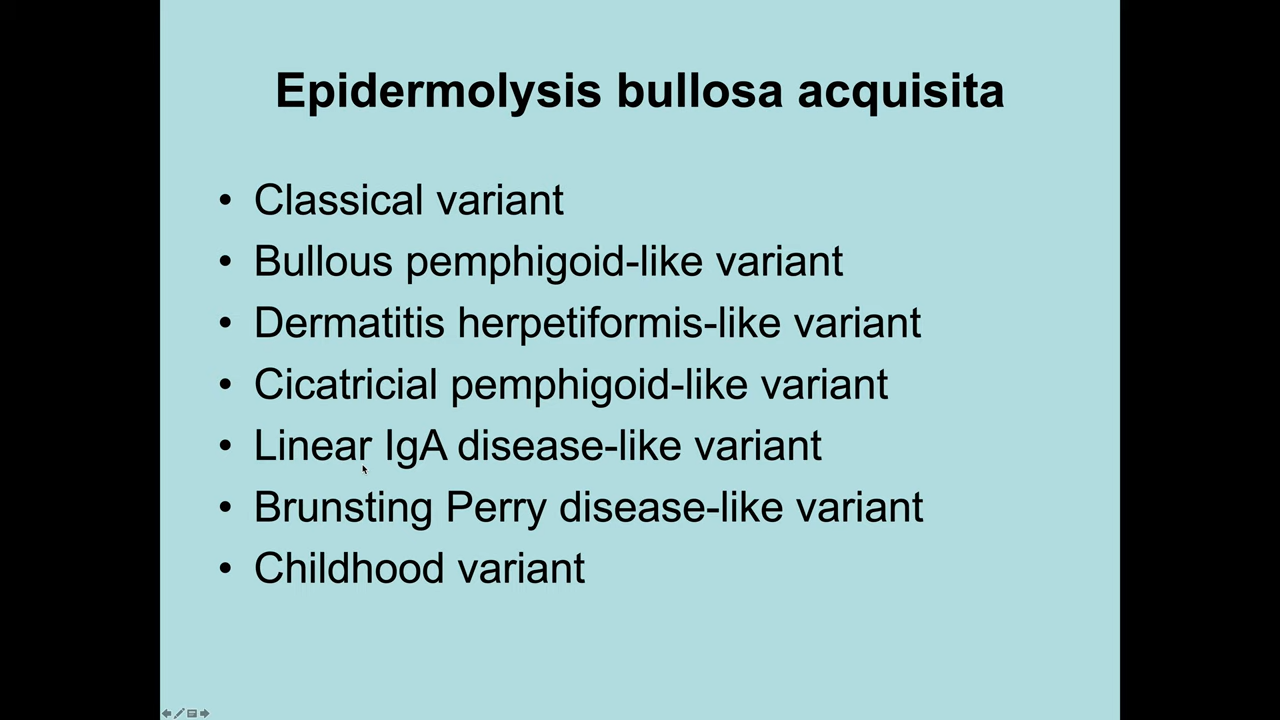 Epidermolysis bullosa acquisita
• Classical variant
• Bullous pemphigoid-like variant
• Dermatitis herpetiformis-like variant
• Cicatricial pemphigoid-like variant
• Linear IgA disease-like variant
• Brunsting Perry disease-like variant
• Childhood variant